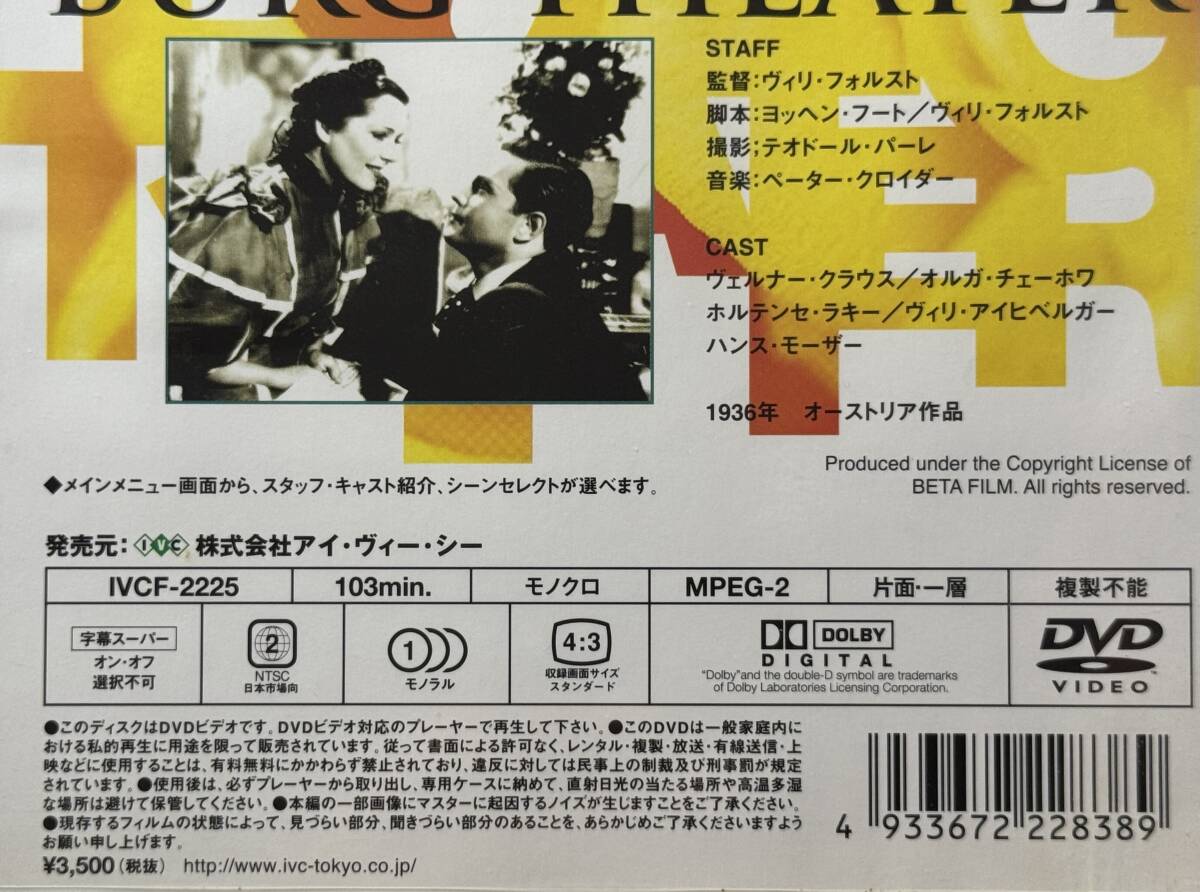 BURG THEATER
STAFF
監督:ヴィリ・フォルスト
脚本:ヨッヘン・フート/ヴィリ・フォルスト
撮影;テオドール・パーレ
音楽:ペーター・クロイダー
CAST
ヴェルナー・クラウス/オルガ・チェーホワ
ホルテンセ・ラキー/ヴィリ・アイヒベルガー
ハンス・モーザー
1936年 オーストリア作品
Produced under the Copyright License of
BETA FILM. All rights reserved.
◆メインメニュー画面から、スタッフ・キャスト紹介、シーンセレクトが選べます。
発売元: IVC 株式会社アイ・ヴィー・シー
IVCF-2225 103min. モノクロ MPEG-2 片面・一層 複製不能
字幕スーパー
オン・オフ
選択不可
2
NTSC
日本市場向
1
モノラル
4:3
収録画面サイズ
スタンダード
DOLBY
DIGITAL
"Dolby"and the double-D symbol are trademarks
of Dolby Laboratories Licensing Corporation.
DVD
VIDEO
●このディスクはDVDビデオです。DVDビデオ対応のプレーヤーで再生して下さい。●このDVDは一般家庭内に
おける私的再生に用途を限って販売されています。従って書面による許可なく、レンタル・複製・放送・有線送信・上
映などに使用することは、有料無料にかかわらず禁止されており、違反に対しては民事上の制裁及び刑事罰が規定
されています。●使用後は、必ずプレーヤーから取り出し、専用ケースに納めて、直射日光の当たる場所や高温多湿
な場所は避けて保管してください。●本編の一部画像にマスターに起因するノイズが生じますことをご了承ください。
●現存するフィルムの状態によって、見づらい部分、聞きづらい部分のあることを、あらかじめご了承くださいますよう
お願い申し上げます。
¥3,500(税抜) http://www.ivc-tokyo.co.jp/
4 933672 228389